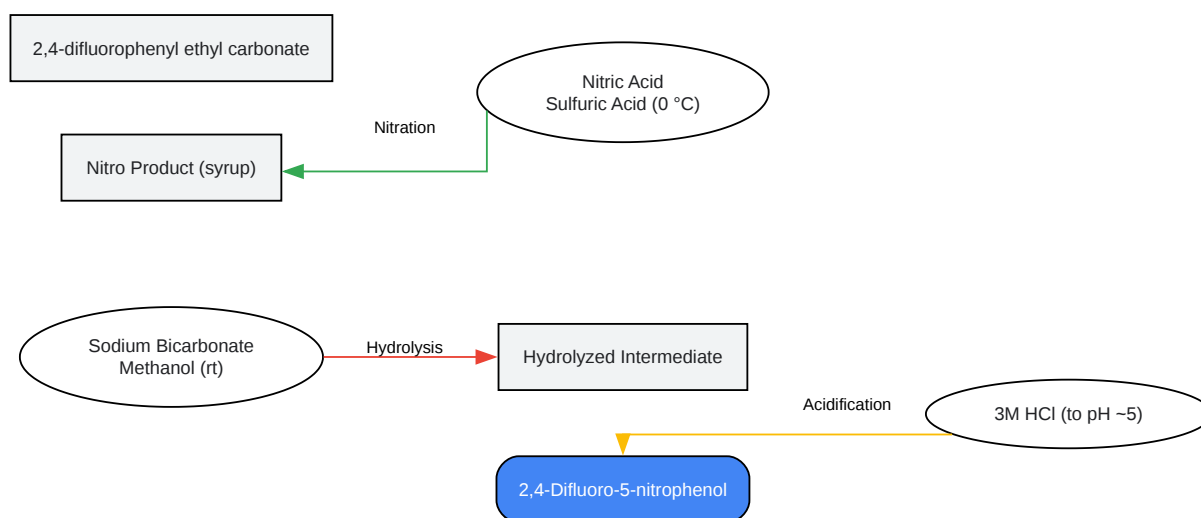 2,4-difluorophenyl ethyl carbonate
Nitric Acid
Sulfuric Acid (0 °C)
Nitration
Nitro Product (syrup)
Sodium Bicarbonate
Methanol (rt)
Hydrolysis
Hydrolyzed Intermediate
Acidification
3M HCl (to pH ~5)
2,4-Difluoro-5-nitrophenol